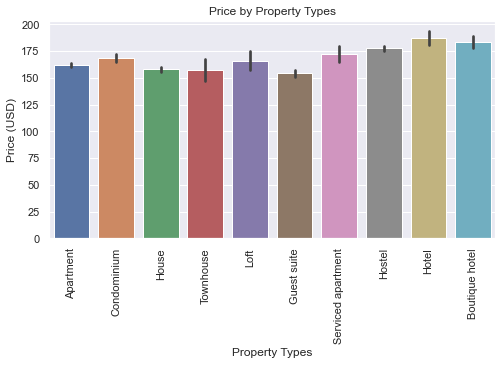 Price by Property Types
Price (USD)
200
175
150
125
100
75
50
25
0
Apartment
Condominium
House
Townhouse
Loft
Guest suite
Serviced apartment
Hostel
Hotel
Boutique hotel
Property Types